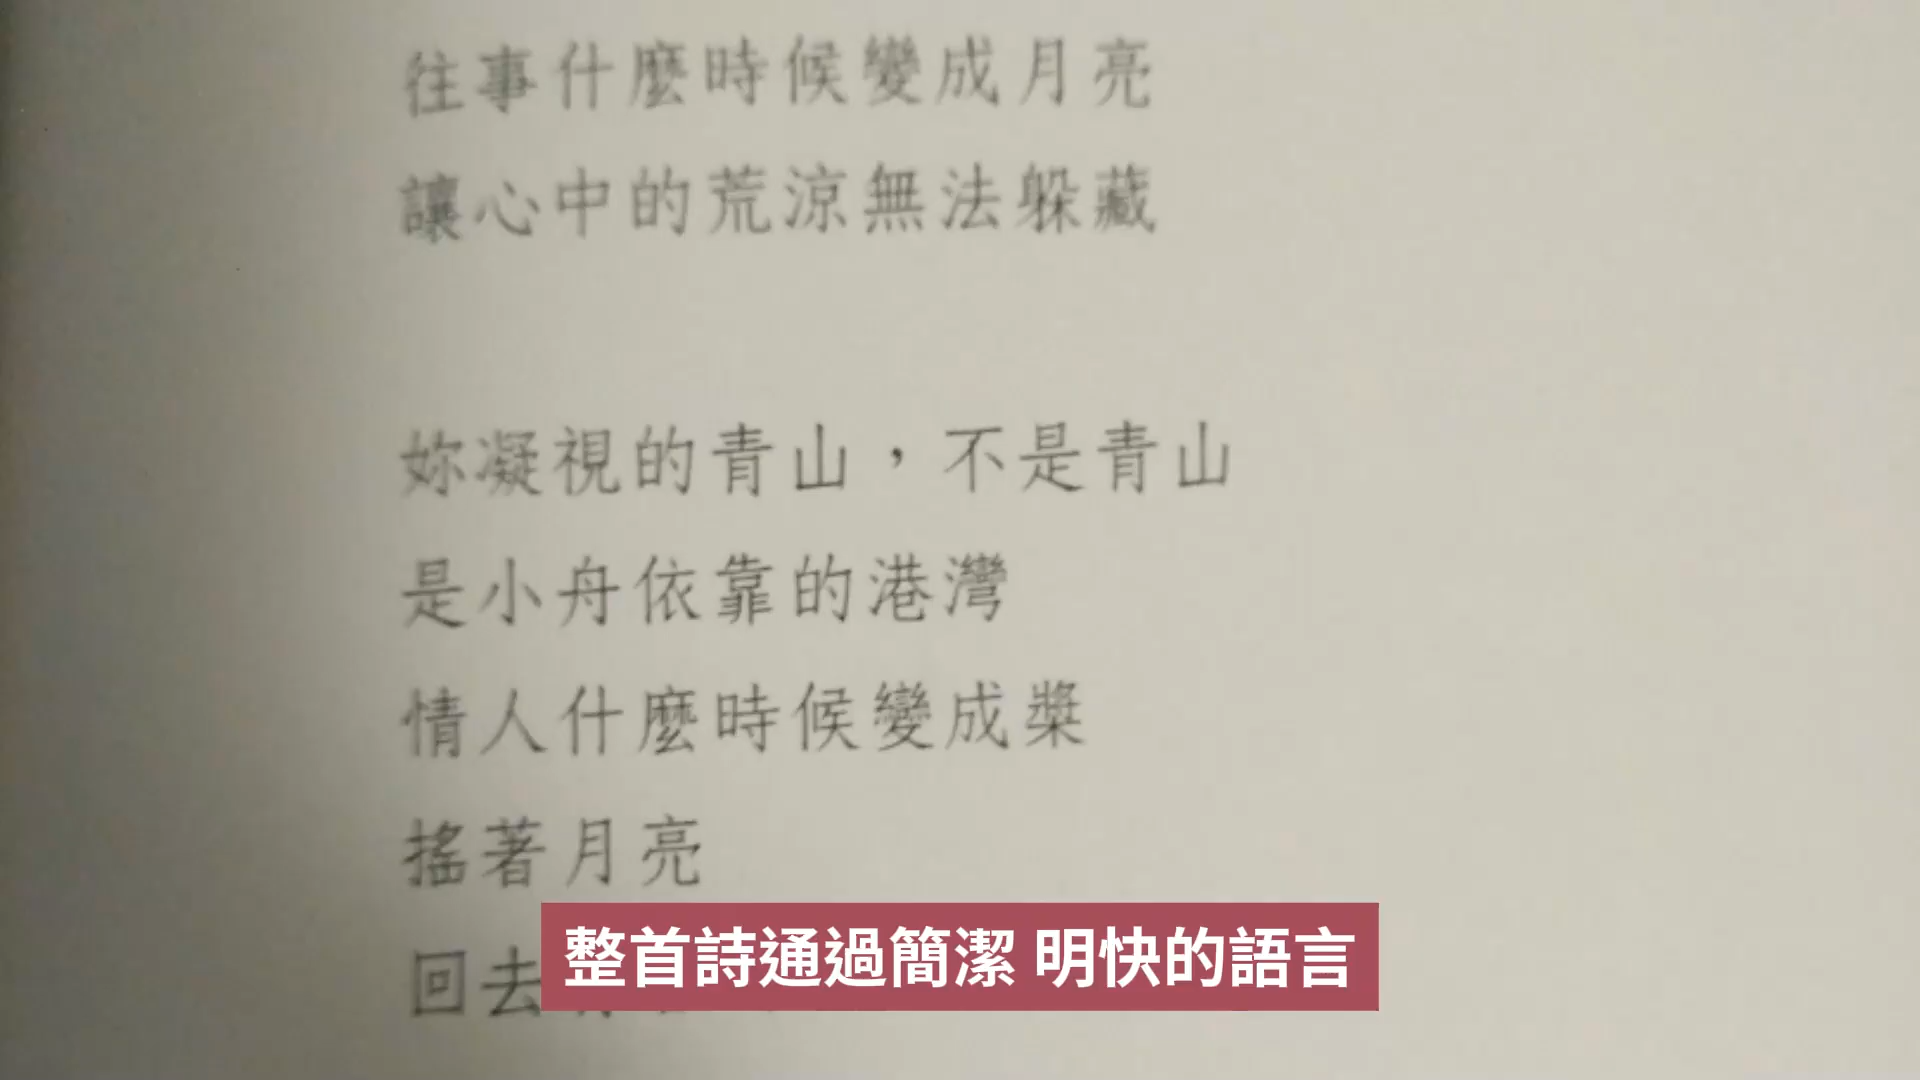 往事什麼時候變成月亮
讓心中的荒涼無法躲藏
妳凝視的青山，不是青山
是小舟依靠的港灣
情人什麼時候變成槳
搖著月亮
回去
整首詩通過簡潔 明快的語言